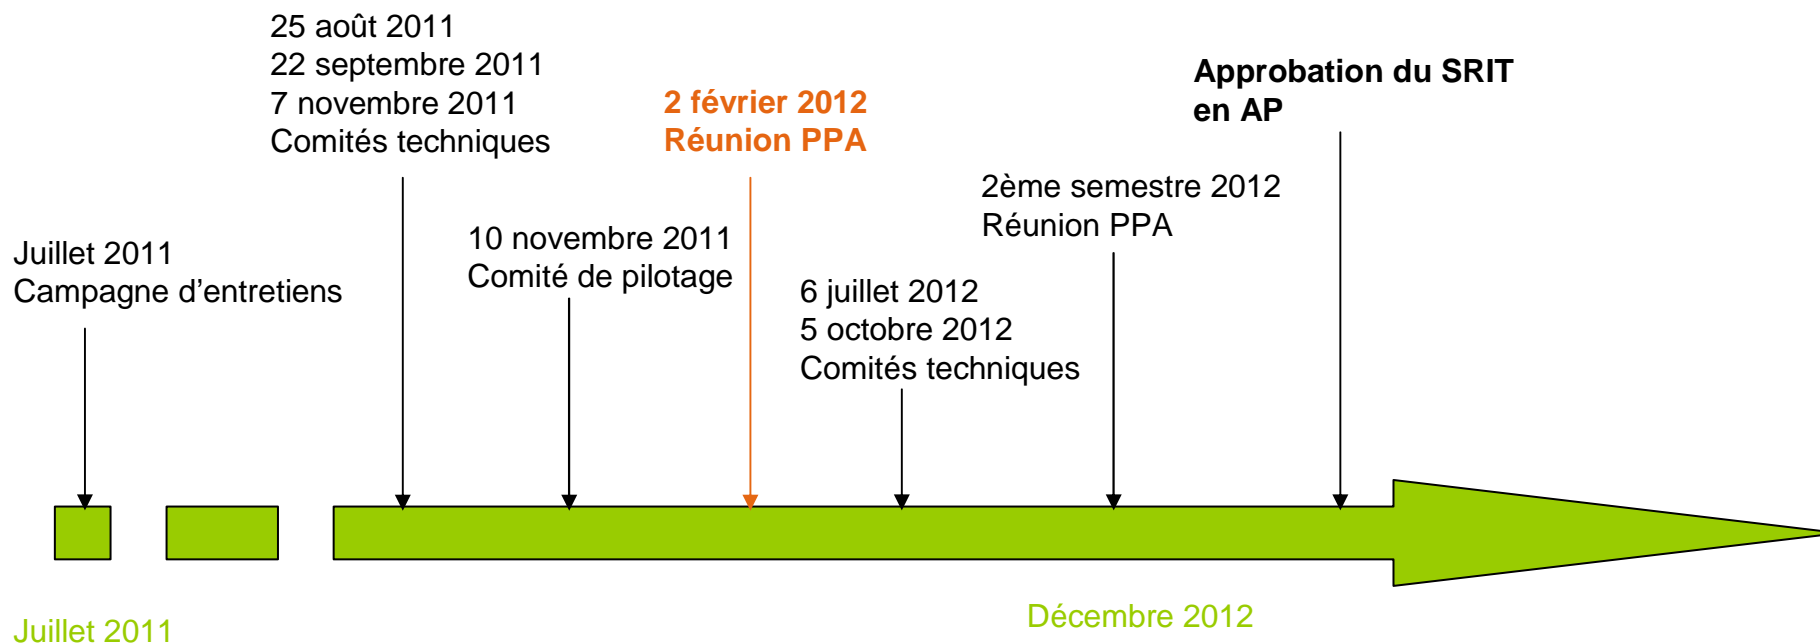 Juillet 2011
Campagne d’entretiens
25 août 2011
22 septembre 2011
7 novembre 2011
Comités techniques
10 novembre 2011
Comité de pilotage
2 février 2012
Réunion PPA
6 juillet 2012
5 octobre 2012
Comités techniques
2ème semestre 2012
Réunion PPA
Approbation du SRIT
en AP
Juillet 2011
Décembre 2012